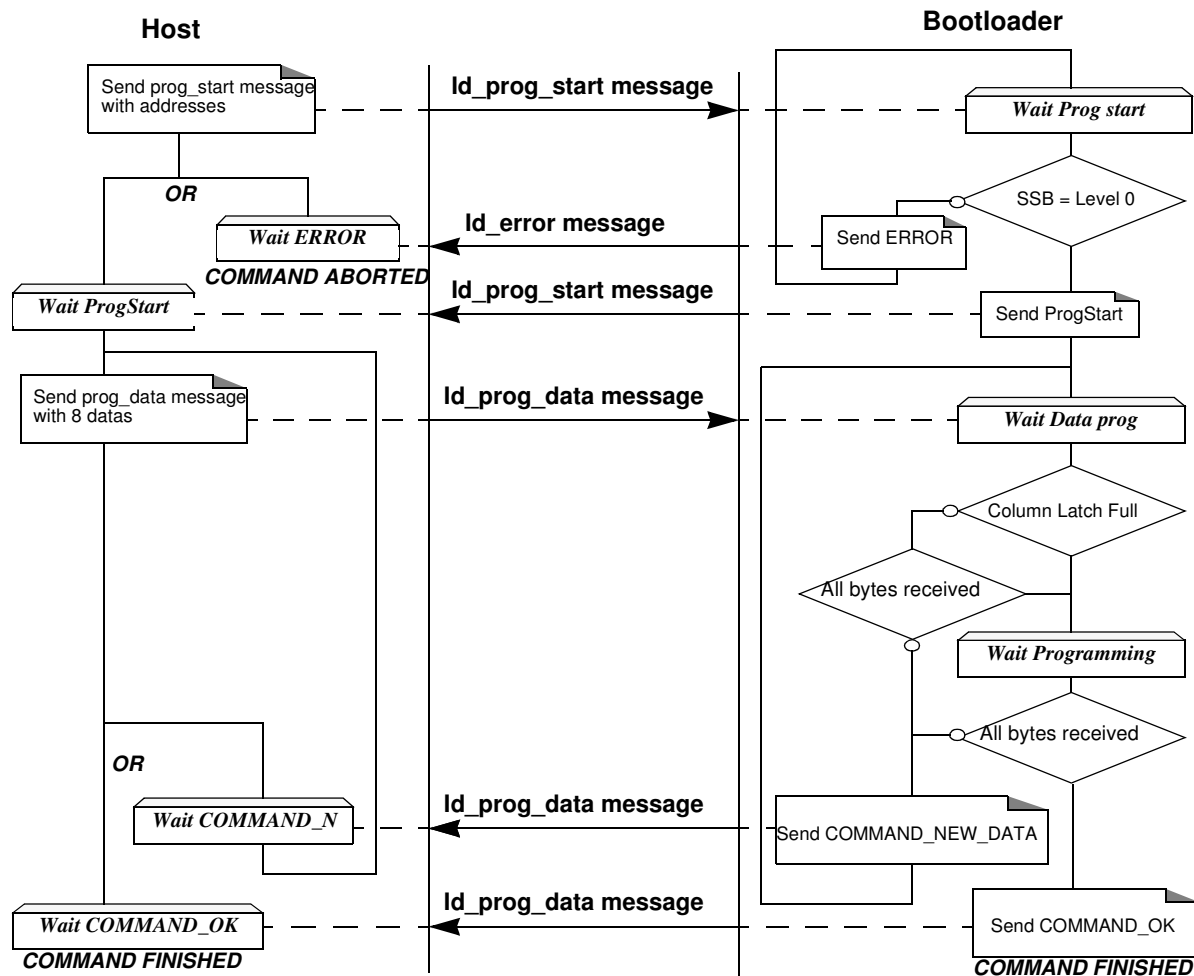 Host
Bootloader
Send prog_start message
with addresses
Id_prog_start message
Wait Prog start
OR
SSB = Level 0
Wait ERROR
Id_error message
Send ERROR
COMMAND ABORTED
Wait ProgStart
Id_prog_start message
Send ProgStart
Send prog_data message
with 8 datas
Id_prog_data message
Wait Data prog
Column Latch Full
All bytes received
Wait Programming
All bytes received
OR
Wait COMMAND_N
Id_prog_data message
Send COMMAND_NEW_DATA
Wait COMMAND_OK
Id_prog_data message
Send COMMAND_OK
COMMAND FINISHED
COMMAND FINISHED